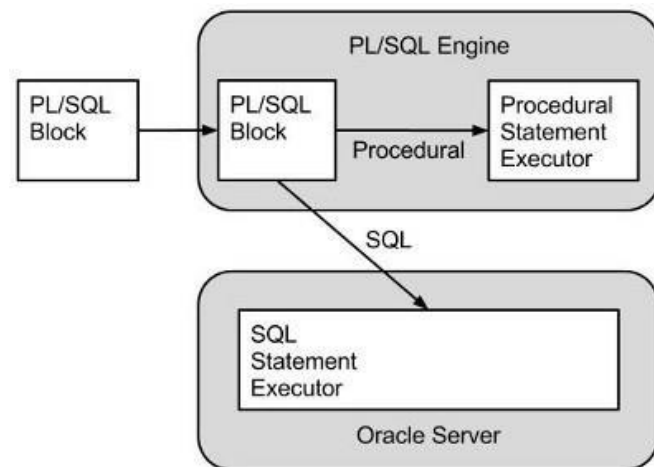 PL/SQL Engine
PL/SQL
Block
PL/SQL
Block
Procedural
Procedural
Statement
Executor
SQL
SQL
Statement
Executor
Oracle Server